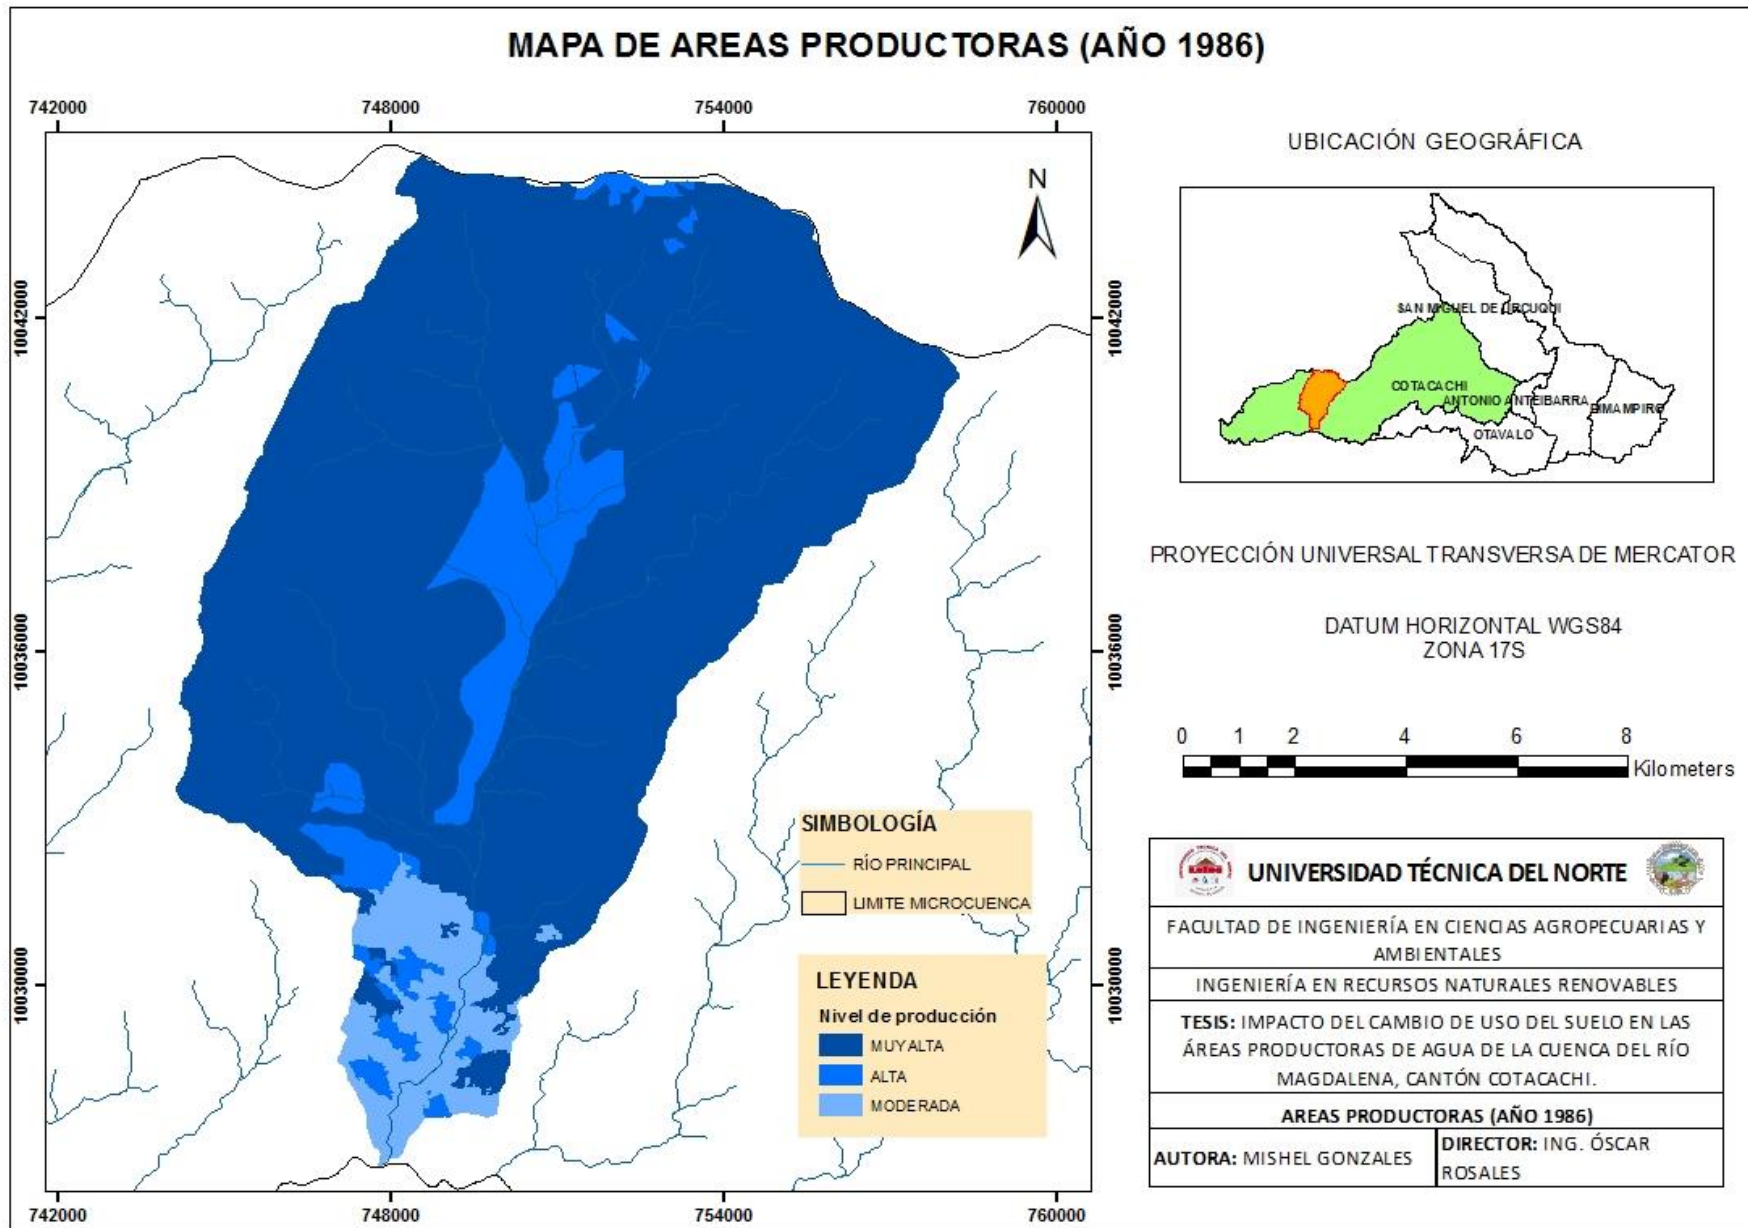 MAPA DE AREAS PRODUCTORAS (AÑO 1986)
742000
748000
754000
760000
10042000
10036000
10030000
10042000
10036000
10030000
742000
748000
754000
760000
N
SIMBOLOGÍA
RÍO PRINCIPAL
LIMITE MICROCUENCA
LEYENDA
Nivel de producción
MUY ALTA
ALTA
MODERADA
UBICACIÓN GEOGRÁFICA
SAN MIGUEL DE URCUQUI
COTACACHI
ANTONIO ANTE
IBARRA
PIMAMPIRO
OTAVALO
PROYECCIÓN UNIVERSAL TRANSVERSA DE MERCATOR
DATUM HORIZONTAL WGS84
ZONA 17S
0 1 2 4 6 8
Kilometers
UNIVERSIDAD TÉCNICA DEL NORTE
FACULTAD DE INGENIERÍA EN CIENCIAS AGROPECUARIAS Y
AMBIENTALES
INGENIERÍA EN RECURSOS NATURALES RENOVABLES
TESIS: IMPACTO DEL CAMBIO DE USO DEL SUELO EN LAS
ÁREAS PRODUCTORAS DE AGUA DE LA CUENCA DEL RÍO
MAGDALENA, CANTÓN COTACACHI.
AREAS PRODUCTORAS (AÑO 1986)
AUTORA: MISHEL GONZALES
DIRECTOR: ING. ÓSCAR
ROSALES